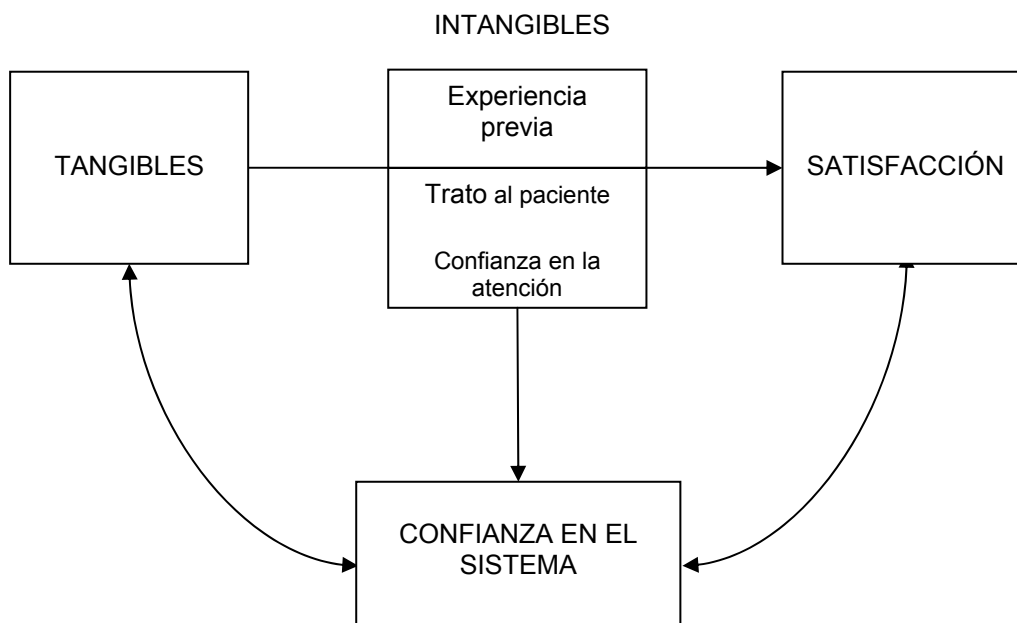 INTANGIBLES
TANGIBLES
Experiencia
previa
Trato al paciente
Confianza en la
atención
SATISFACCIÓN
CONFIANZA EN EL
SISTEMA